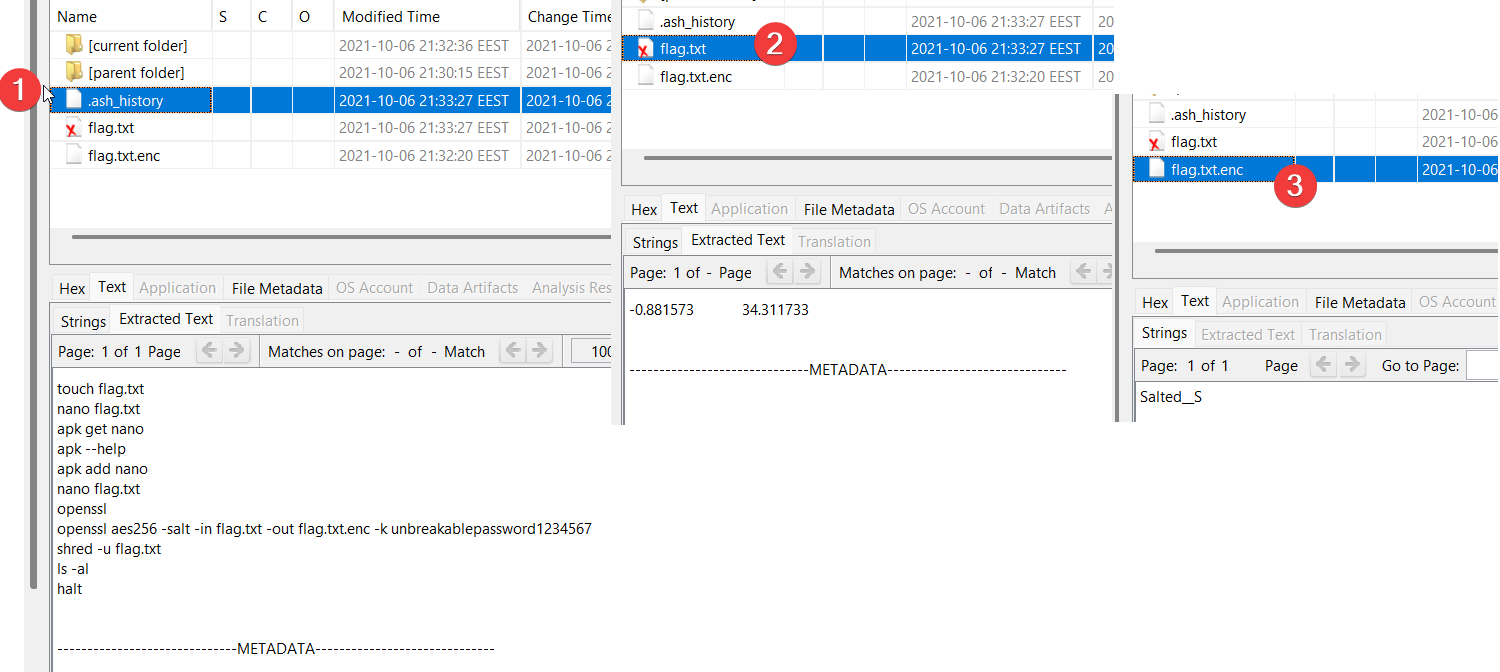 Name S C O Modified Time Change Time
[current folder] 2021-10-06 21:32:36 EEST 2021-10-06 2
[parent folder] 2021-10-06 21:30:15 EEST 2021-10-06 2
1
.ash_history 2021-10-06 21:33:27 EEST 2021-10-06 2
flag.txt 2021-10-06 21:33:27 EEST 2021-10-06 2
flag.txt.enc 2021-10-06 21:32:20 EEST 2021-10-06 2
Hex Text Application File Metadata OS Account Data Artifacts Analysis Res
Strings Extracted Text Translation
Page: 1 of 1 Page Matches on page: - of - Match 100
touch flag.txt
nano flag.txt
apk get nano
apk --help
apk add nano
nano flag.txt
openssl
openssl aes256 -salt -in flag.txt -out flag.txt.enc -k unbreakablepassword1234567
shred -u flag.txt
ls -al
halt
------------------------------METADATA------------------------------
.ash_history 2021-10-06 21:33:27 EEST 20
flag.txt 2 2021-10-06 21:33:27 EEST 20
flag.txt.enc 2021-10-06 21:32:20 EEST 20
Hex Text Application File Metadata OS Account Data Artifacts A
Strings Extracted Text Translation
Page: 1 of - Page Matches on page: - of - Match
-0.881573 34.311733
------------------------------METADATA------------------------------
.ash_history 2021-10-06
flag.txt 2021-10-06
flag.txt.enc 2021-10-06
3
Hex Text Application File Metadata OS Account
Strings Extracted Text Translation
Page: 1 of 1 Page Go to Page:
Salted__S